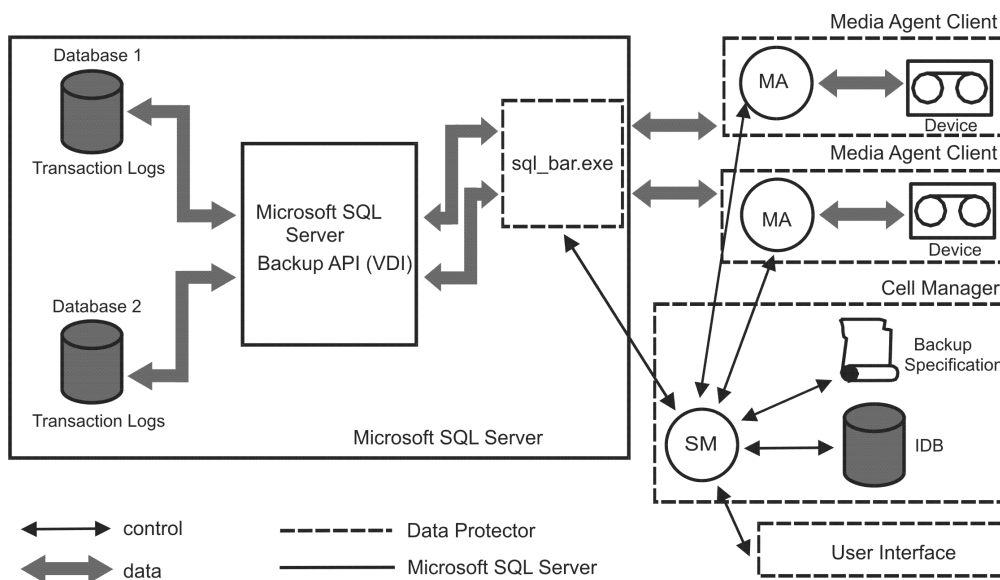 Media Agent Client
Database 1
MA
Device
Transaction Logs
sql_bar.exe
Media Agent Client
Microsoft SQL
Server
Backup API (VDI)
MA
Device
Cell Manager
Database 2
Backup
Specification
Transaction Logs
Microsoft SQL Server
SM
IDB
control
Data Protector
User Interface
data
Microsoft SQL Server